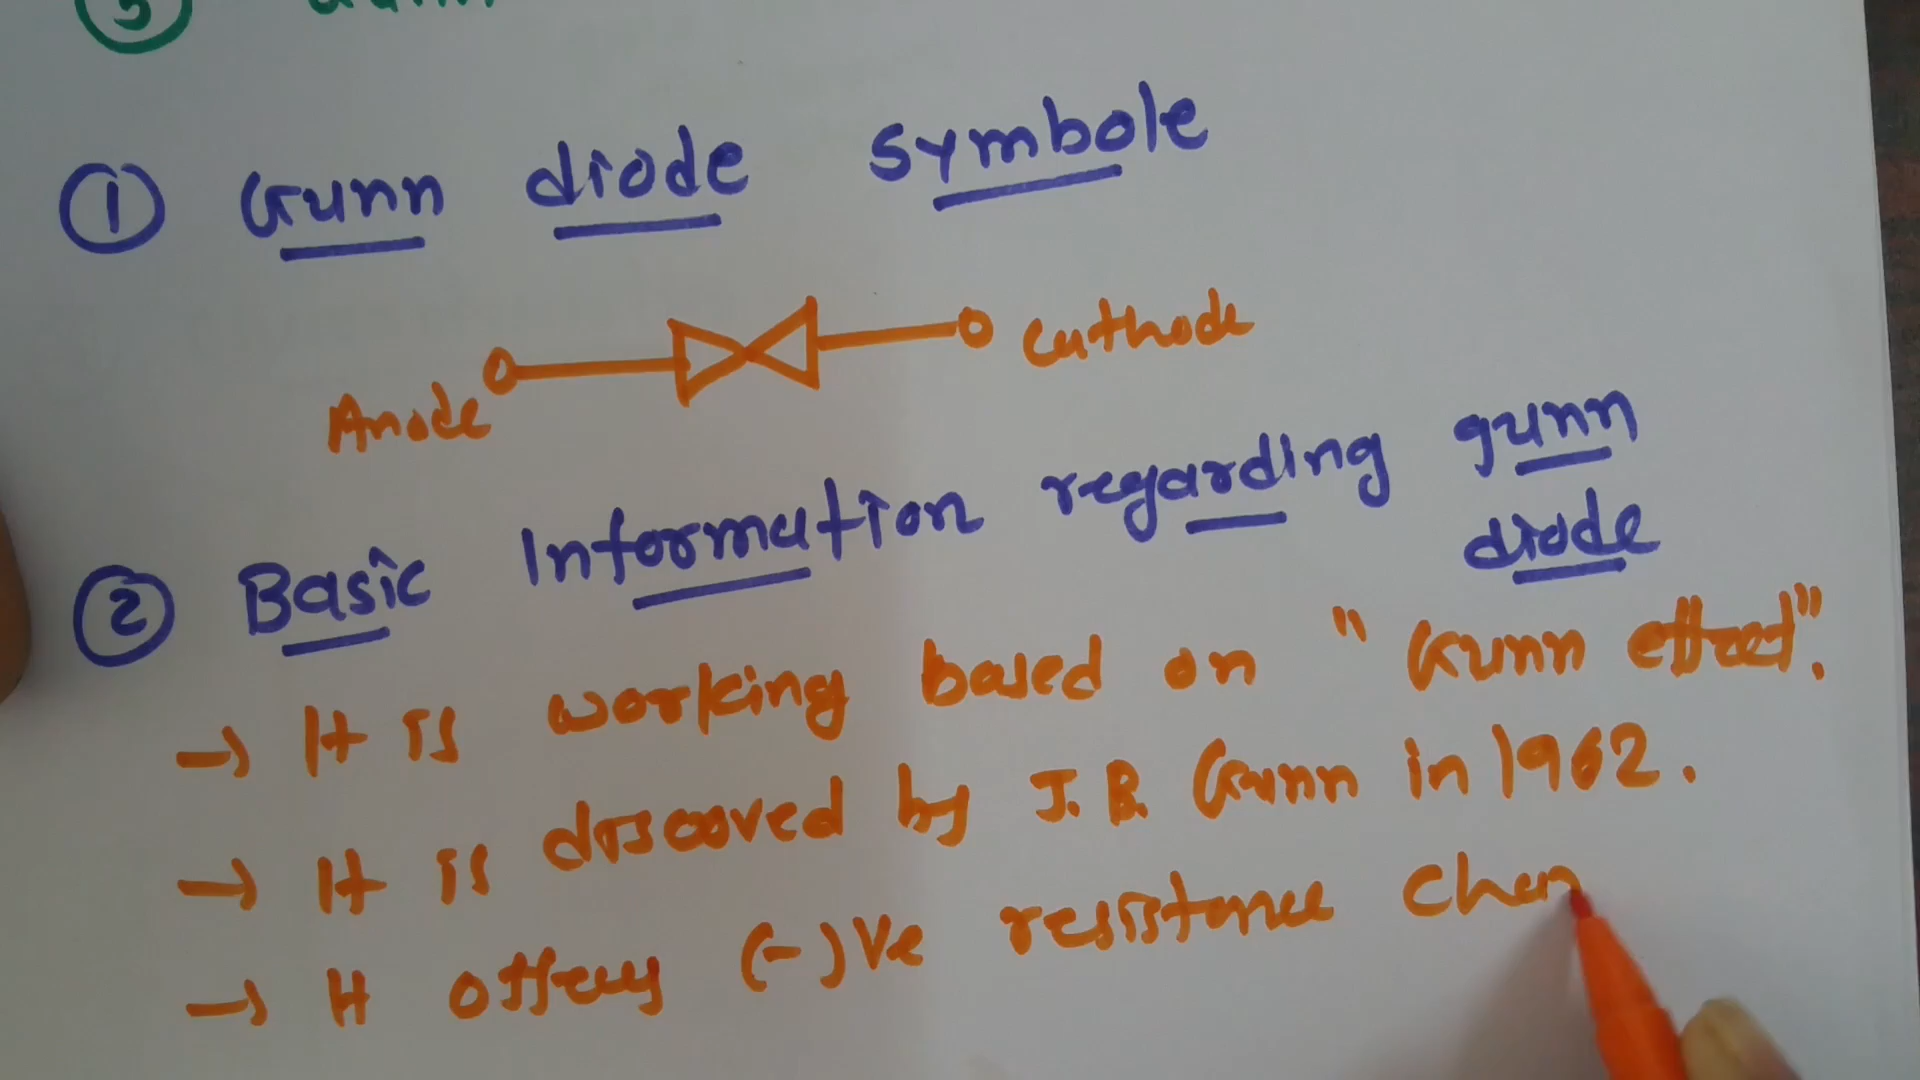 3
① Gunn diode symbole
Anode
Cathode
② Basic Information regarding gunn
diode
→ It is working based on "Gunn effect".
→ It is discoved by J.B. Gunn in 1962.
→ It offers (-)ve resistance